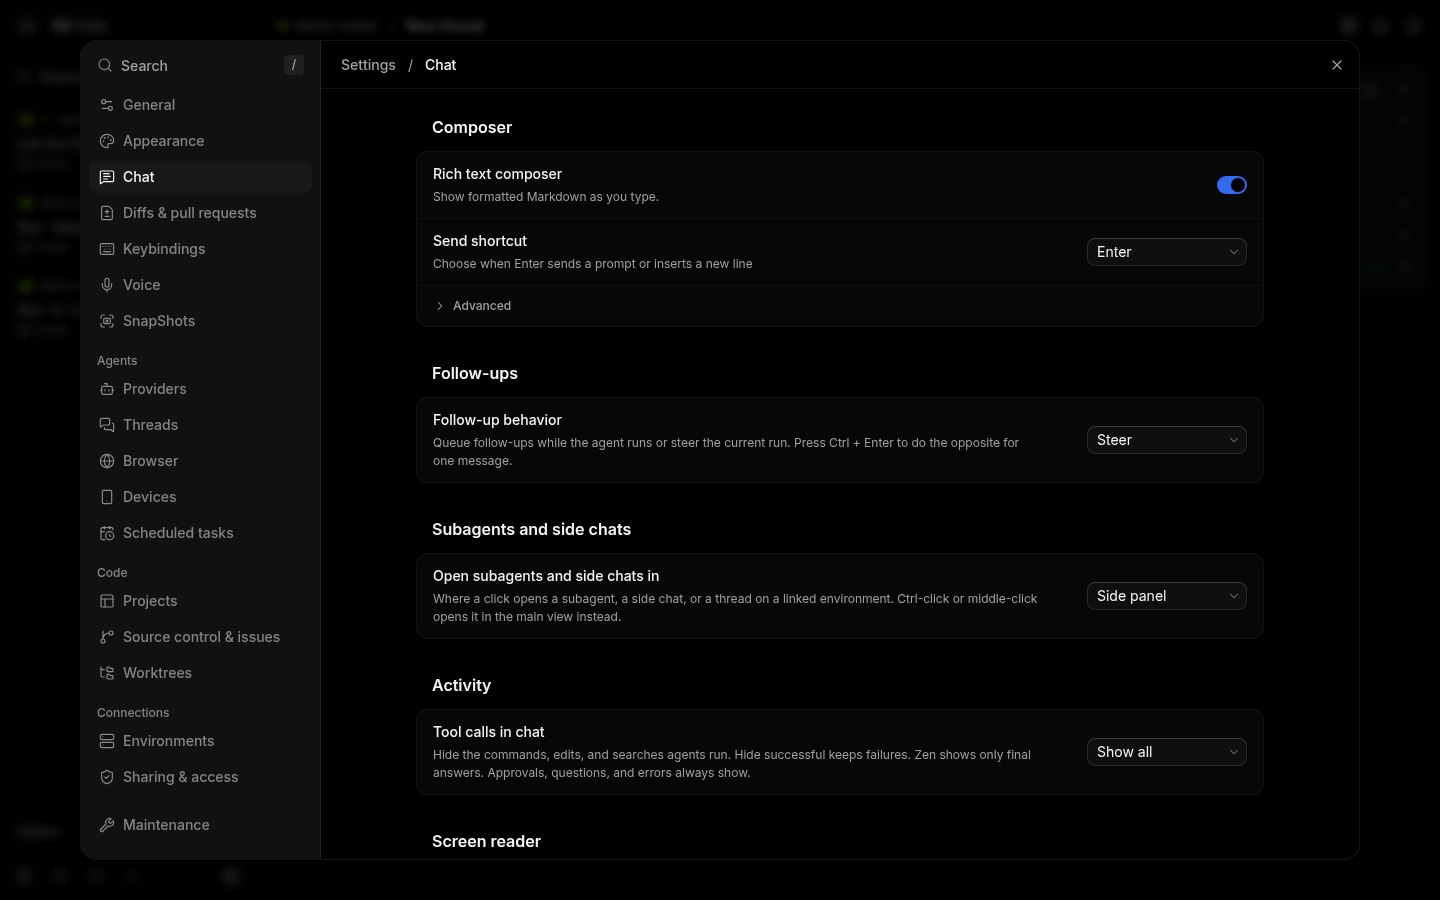 Search
/
General
Appearance
Chat
Diffs & pull requests
Keybindings
Voice
SnapShots
Agents
Providers
Threads
Browser
Devices
Scheduled tasks
Code
Projects
Source control & issues
Worktrees
Connections
Environments
Sharing & access
Maintenance
Settings / Chat
Composer
Rich text composer
Show formatted Markdown as you type.
Send shortcut
Choose when Enter sends a prompt or inserts a new line
Enter
Advanced
Follow-ups
Follow-up behavior
Queue follow-ups while the agent runs or steer the current run. Press Ctrl + Enter to do the opposite for
one message.
Steer
Subagents and side chats
Open subagents and side chats in
Where a click opens a subagent, a side chat, or a thread on a linked environment. Ctrl-click or middle-click
opens it in the main view instead.
Side panel
Activity
Tool calls in chat
Hide the commands, edits, and searches agents run. Hide successful keeps failures. Zen shows only final
answers. Approvals, questions, and errors always show.
Show all
Screen reader